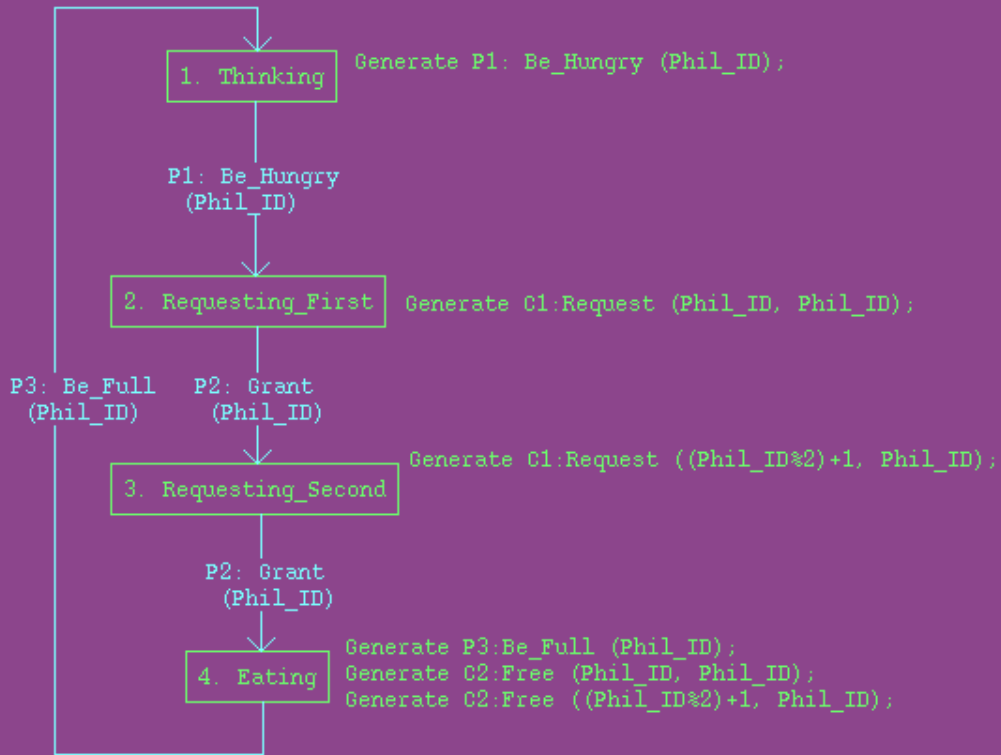 1. Thinking
Generate P1: Be_Hungry (Phil_ID);
P1: Be_Hungry
(Phil_ID)
2. Requesting_First
Generate C1:Request (Phil_ID, Phil_ID);
P3: Be_Full
(Phil_ID)
P2: Grant
(Phil_ID)
Generate C1:Request ((Phil_ID%2)+1, Phil_ID);
3. Requesting_Second
P2: Grant
(Phil_ID)
4. Eating
Generate P3:Be_Full (Phil_ID);
Generate C2:Free (Phil_ID, Phil_ID);
Generate C2:Free ((Phil_ID%2)+1, Phil_ID);